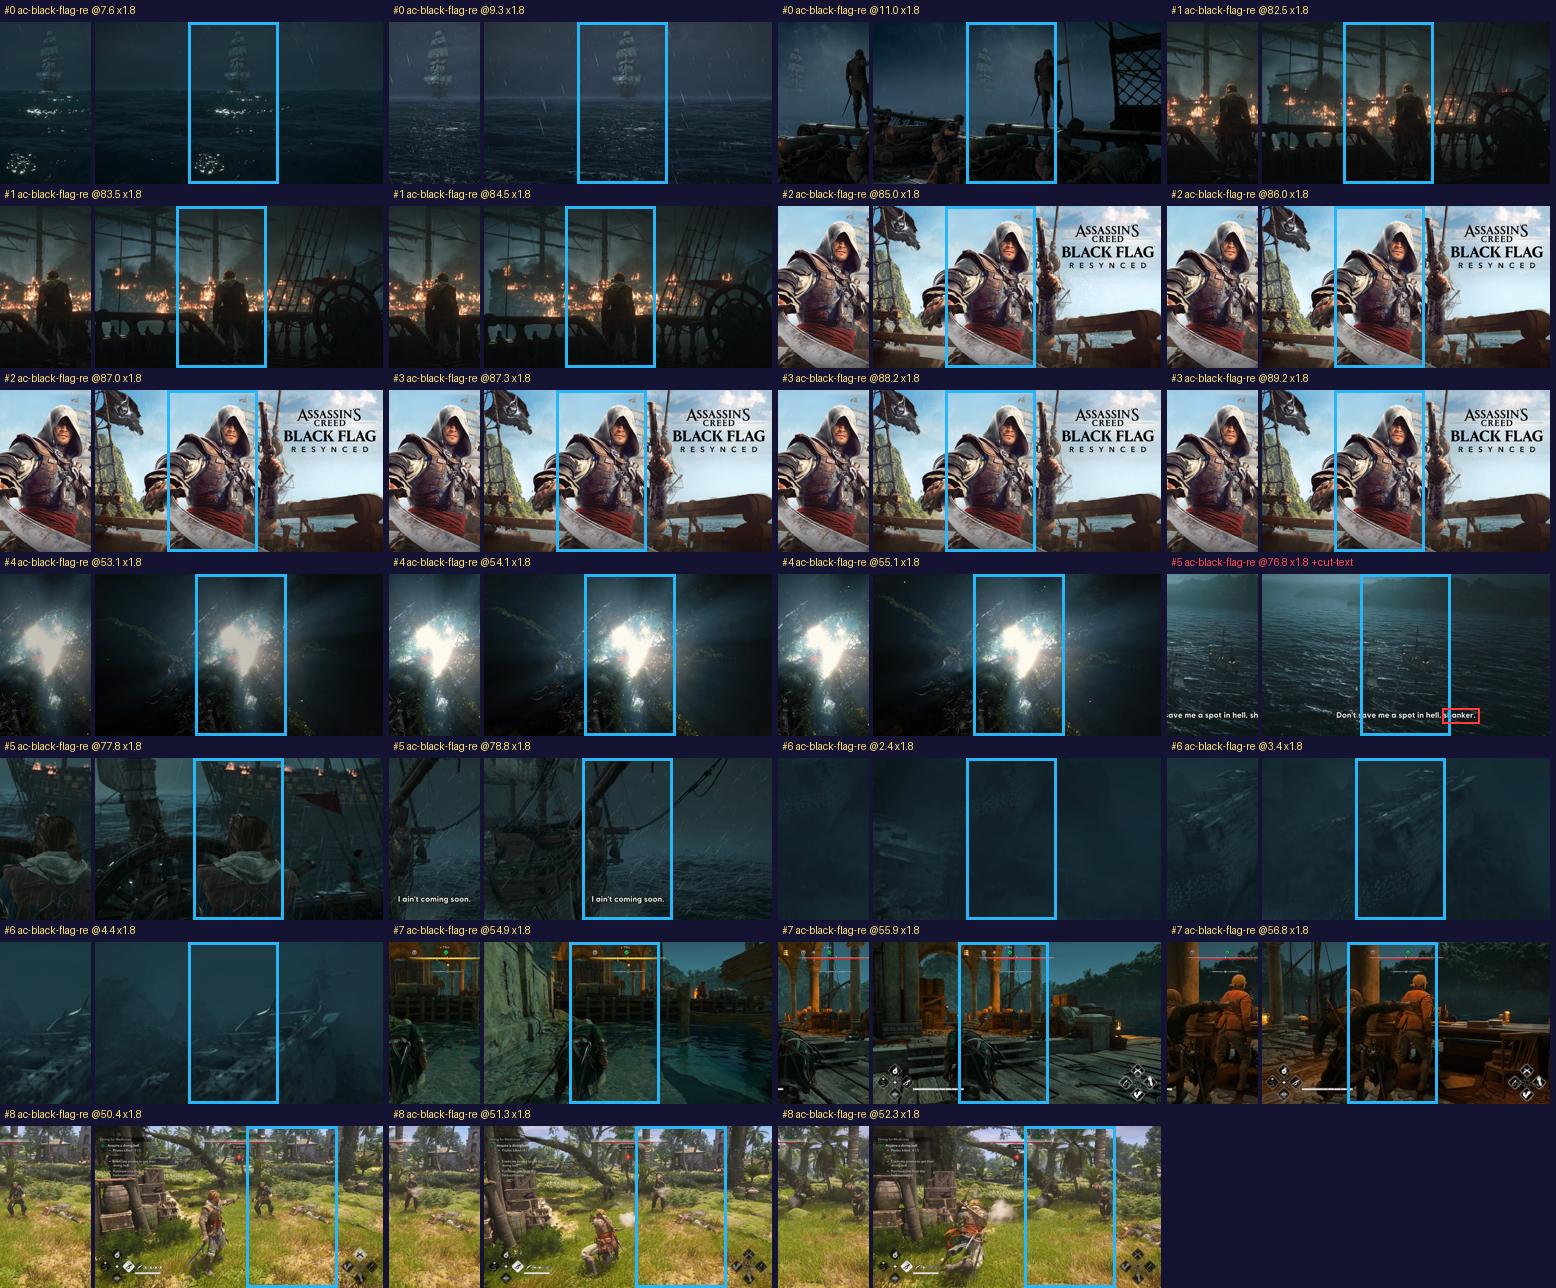 #0 ac-black-flag-re @7.6 x1.8
#0 ac-black-flag-re @9.3 x1.8
#0 ac-black-flag-re @11.0 x1.8
#1 ac-black-flag-re @82.5 x1.8
#1 ac-black-flag-re @83.5 x1.8
#1 ac-black-flag-re @84.5 x1.8
#2 ac-black-flag-re @85.0 x1.8
ASSASSIN'S
CREED
BLACK FLAG
RESYNCED
#2 ac-black-flag-re @86.0 x1.8
ASSASSIN'S
CREED
BLACK FLAG
RESYNCED
#2 ac-black-flag-re @87.0 x1.8
ASSASSIN'S
CREED
BLACK FLAG
RESYNCED
#3 ac-black-flag-re @87.3 x1.8
ASSASSIN'S
CREED
BLACK FLAG
RESYNCED
#3 ac-black-flag-re @88.2 x1.8
ASSASSIN'S
CREED
BLACK FLAG
RESYNCED
#3 ac-black-flag-re @89.2 x1.8
ASSASSIN'S
CREED
BLACK FLAG
RESYNCED
#4 ac-black-flag-re @53.1 x1.8
#4 ac-black-flag-re @54.1 x1.8
#4 ac-black-flag-re @55.1 x1.8
#5 ac-black-flag-re @76.8 x1.8 +cut-text
save me a spot in hell, sh
Don't save me a spot in hell,
#5 ac-black-flag-re @77.8 x1.8
#5 ac-black-flag-re @78.8 x1.8
I ain't coming soon.
I ain't coming soon.
#6 ac-black-flag-re @2.4 x1.8
#6 ac-black-flag-re @3.4 x1.8
#6 ac-black-flag-re @4.4 x1.8
#7 ac-black-flag-re @54.9 x1.8
#7 ac-black-flag-re @55.9 x1.8
#7 ac-black-flag-re @56.8 x1.8
#8 ac-black-flag-re @50.4 x1.8
#8 ac-black-flag-re @51.3 x1.8
#8 ac-black-flag-re @52.3 x1.8